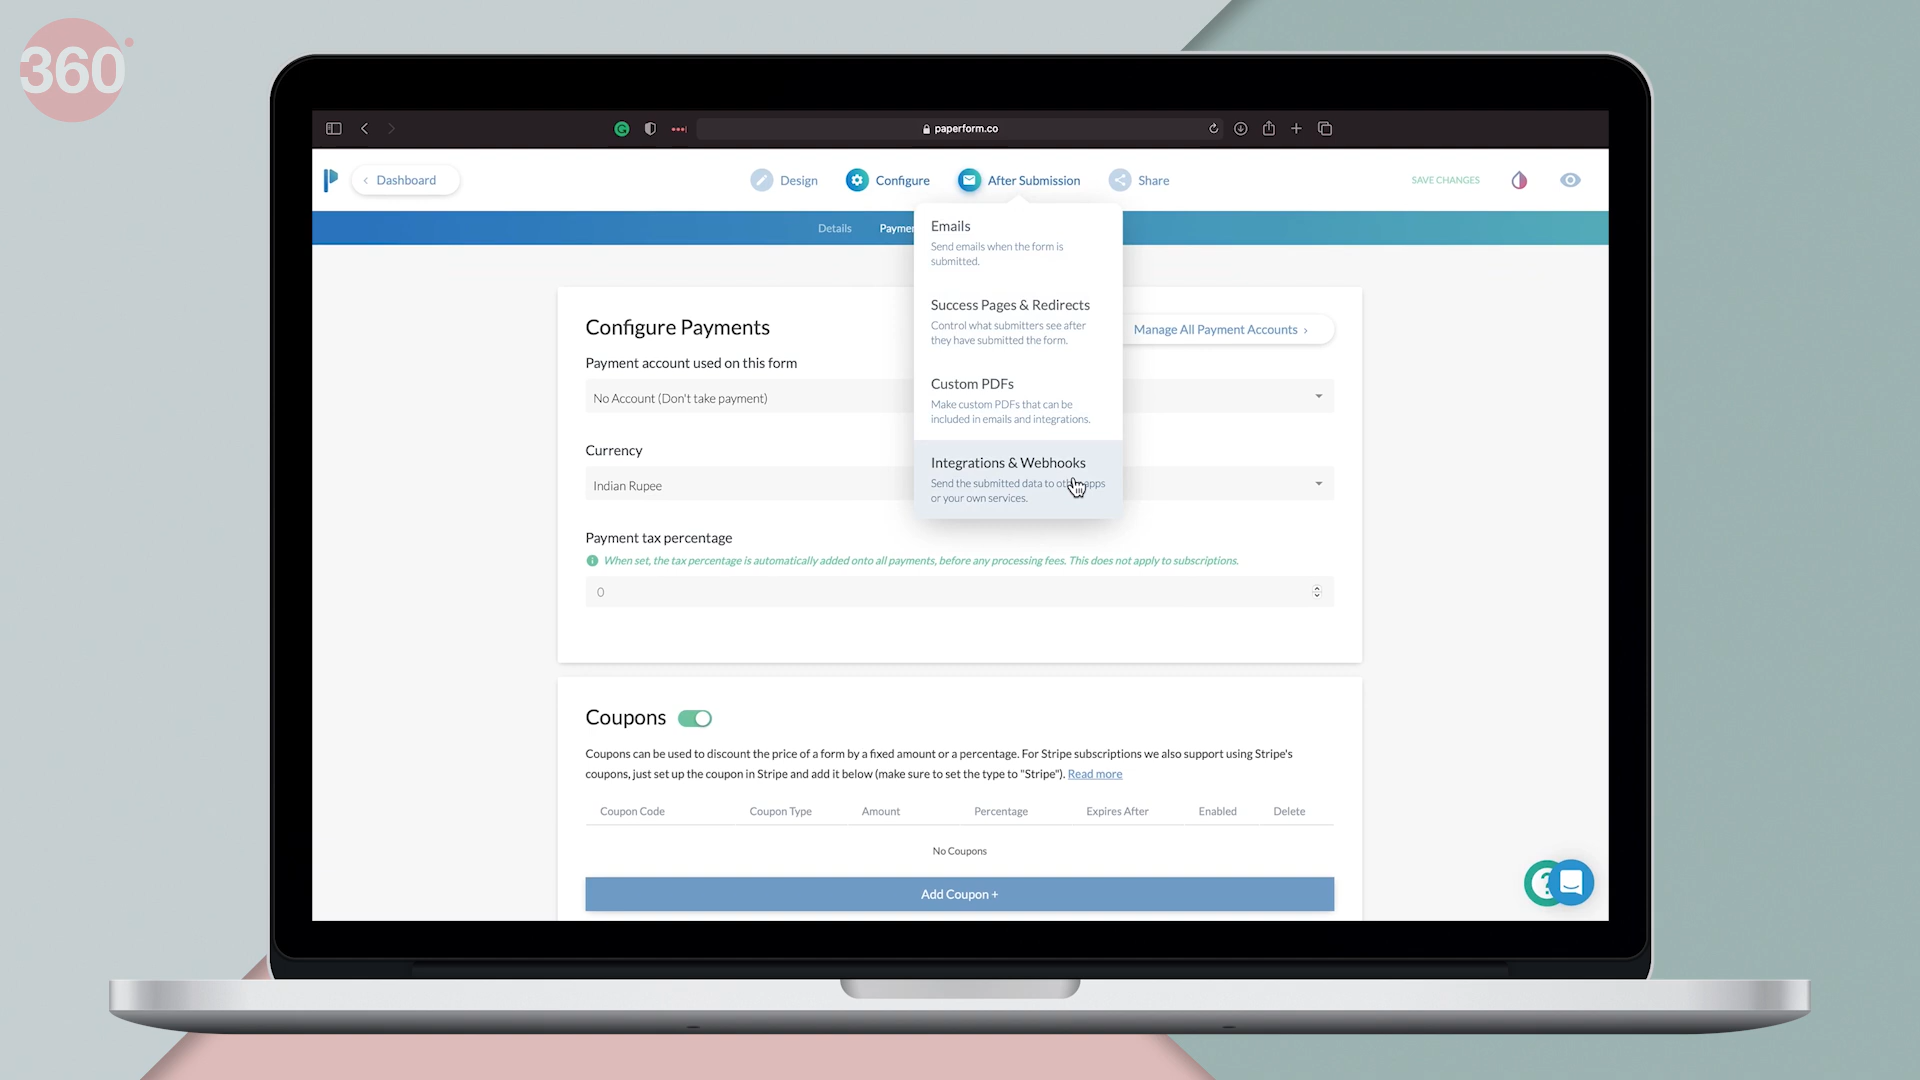 360°
paperform.co
Dashboard
Design
Configure
After Submission
Share
SAVE CHANGES
Details
Emails
Send emails when the form is
submitted.
Success Pages & Redirects
Control what submitters see after
they have submitted the form.
Custom PDFs
Make custom PDFs that can be
included in emails and integrations.
Integrations & Webhooks
Send the submitted data to other apps
or your own services.
Configure Payments
Manage All Payment Accounts
Payment account used on this form
No Account (Don't take payment)
Currency
Indian Rupee
Payment tax percentage
When set, the tax percentage is automatically added onto all payments, before any processing fees. This does not apply to subscriptions.
0
Coupons
Coupons can be used to discount the price of a form by a fixed amount or a percentage. For Stripe subscriptions we also support using Stripe's
coupons, just set up the coupon in Stripe and add it below (make sure to set the type to "Stripe"). Read more
Coupon Code
Coupon Type
Amount
Percentage
Expires After
Enabled
Delete
No Coupons
Add Coupon +